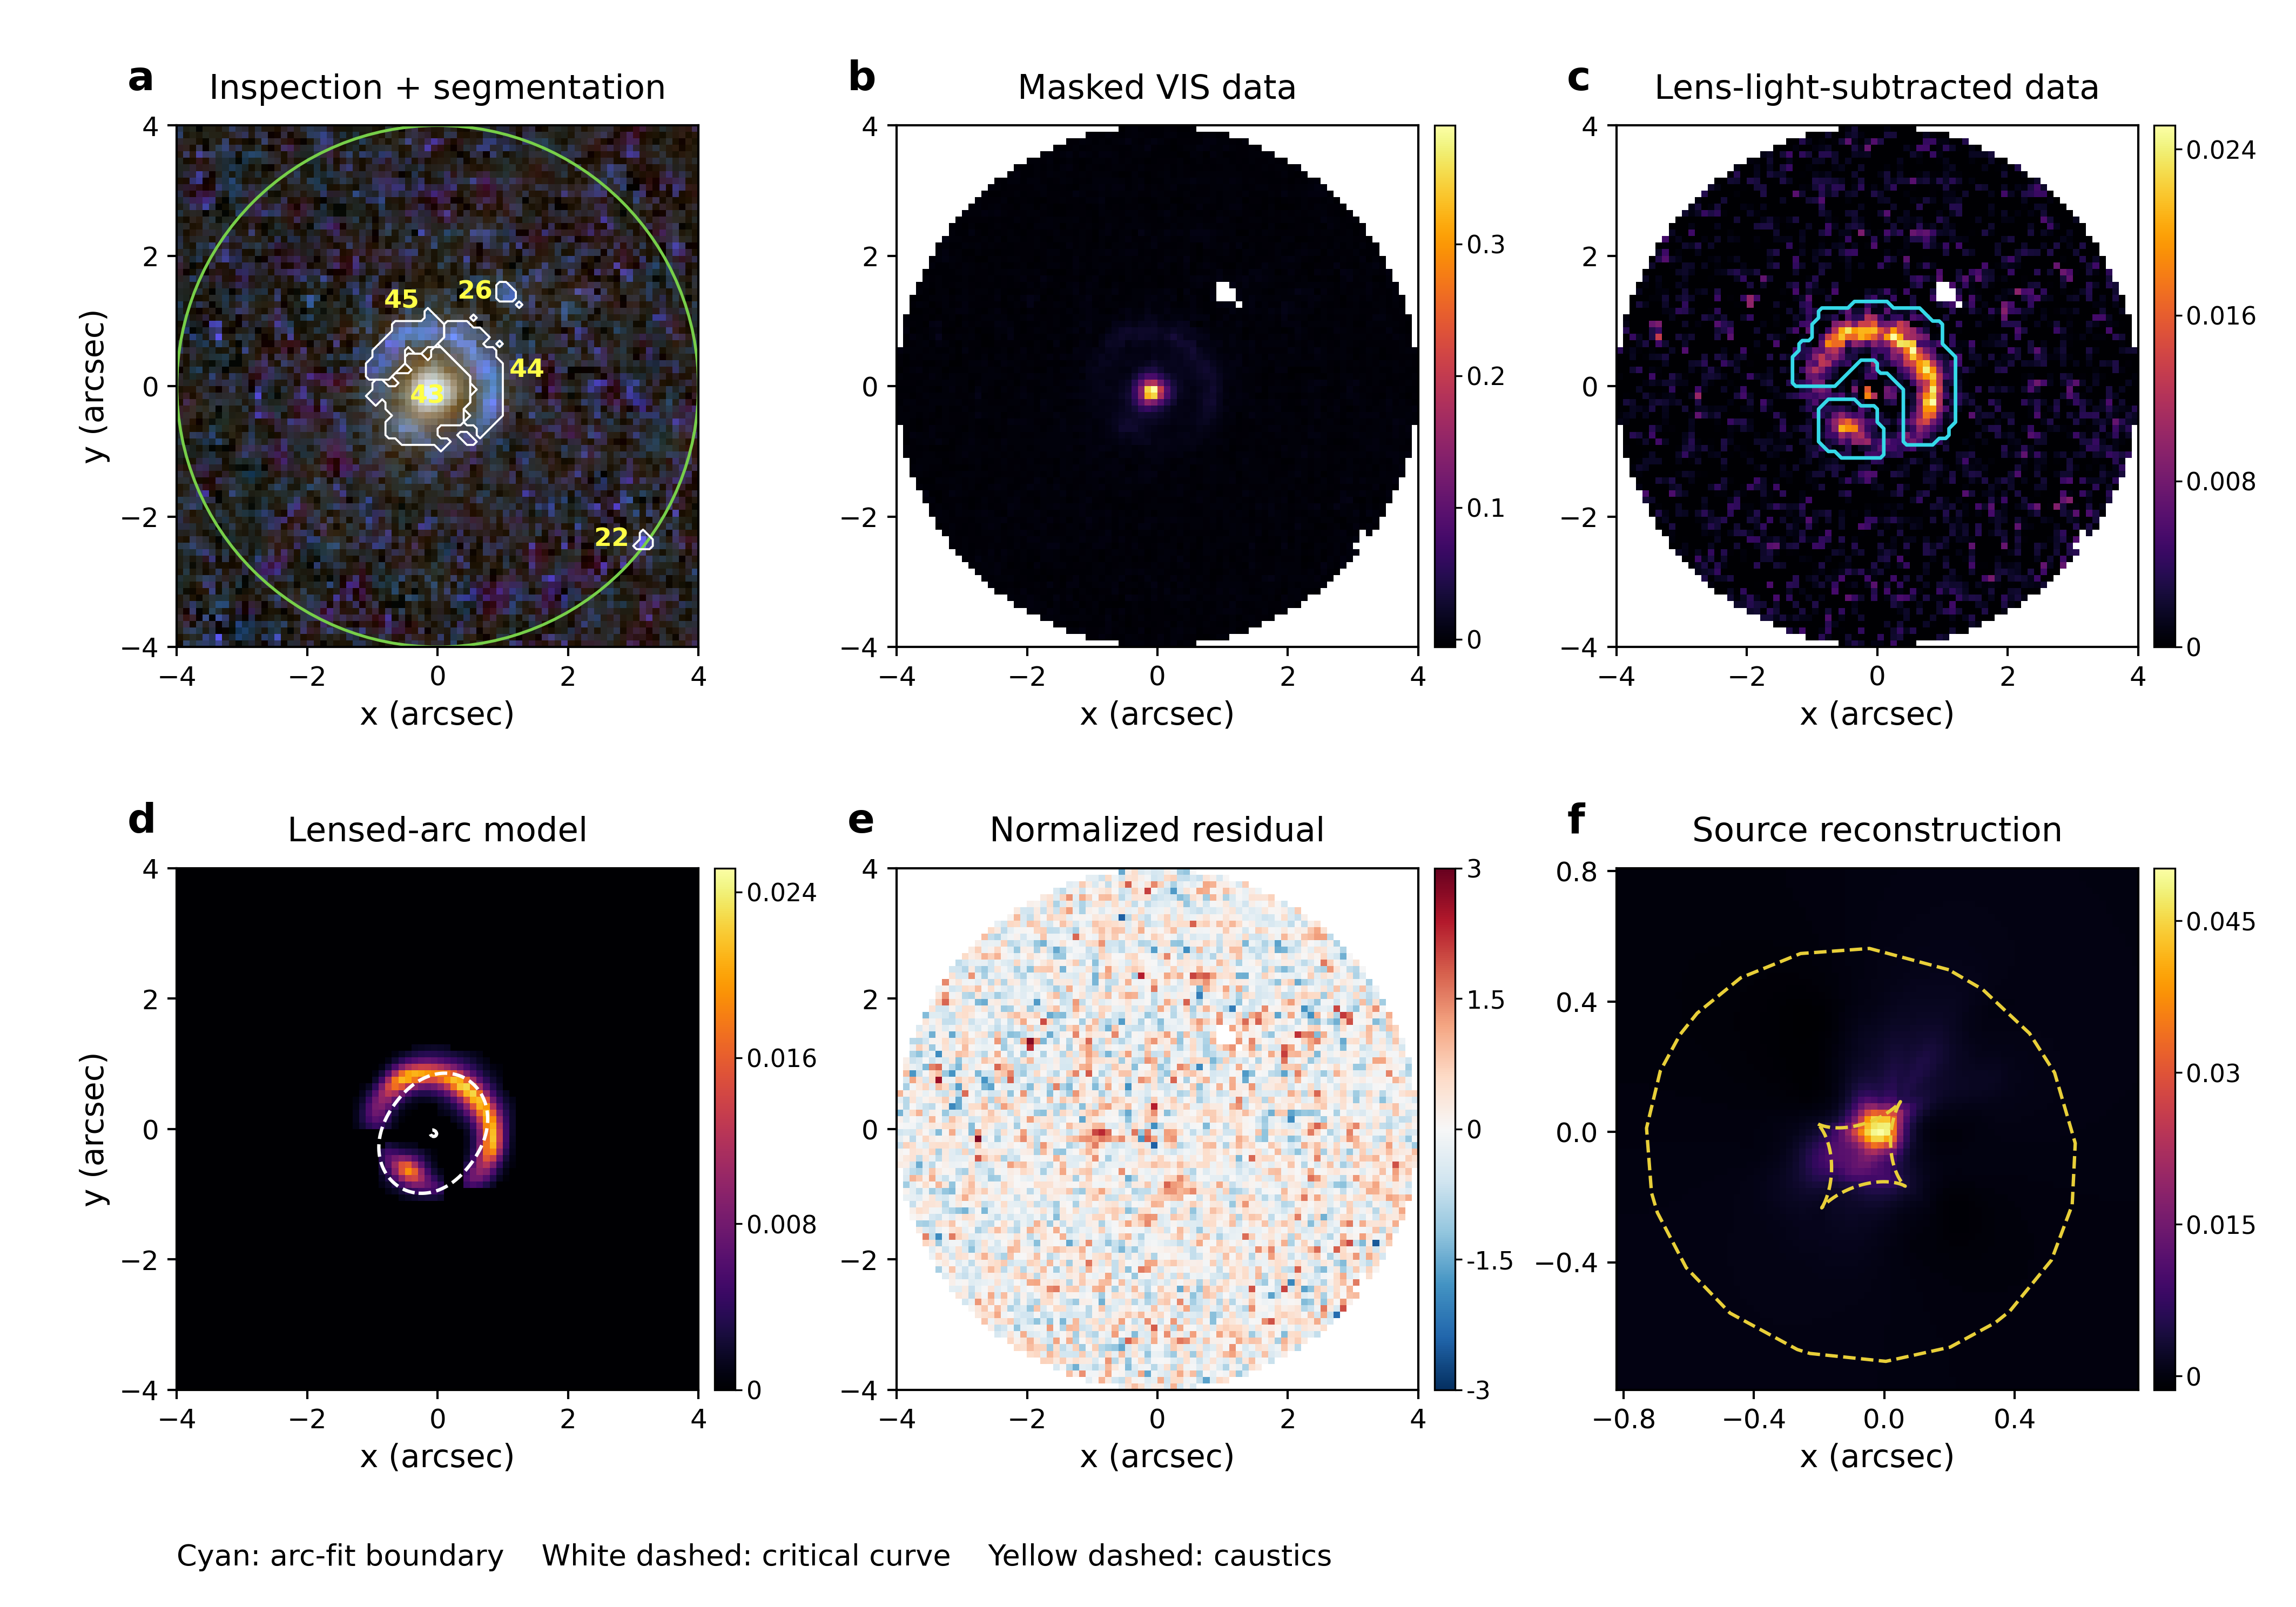 a Inspection + segmentation
4
2
0
−2
−4
y (arcsec)
45
26
44
43
22
−4 −2 0 2 4
x (arcsec)
b Masked VIS data
4
2
0
−2
−4
−4 −2 0 2 4
x (arcsec)
0.3
0.2
0.1
0
c Lens-light-subtracted data
4
2
0
−2
−4
−4 −2 0 2 4
x (arcsec)
0.024
0.016
0.008
0
d Lensed-arc model
4
2
0
−2
−4
y (arcsec)
−4 −2 0 2 4
x (arcsec)
0.024
0.016
0.008
0
e Normalized residual
4
2
0
−2
−4
−4 −2 0 2 4
x (arcsec)
3
1.5
0
-1.5
-3
f Source reconstruction
0.8
0.4
0.0
−0.4
−0.8 −0.4 0.0 0.4
x (arcsec)
0.045
0.03
0.015
0
Cyan: arc-fit boundary White dashed: critical curve Yellow dashed: caustics